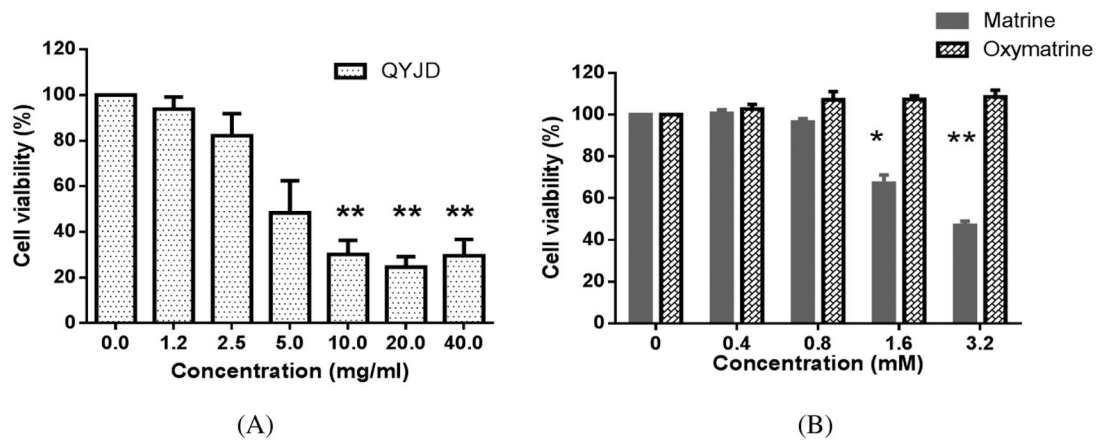 QYJD
Cell vialbility (%)
120
100
80
60
40
20
0
** ** **
0.0 1.2 2.5 5.0 10.0 20.0 40.0
Concentration (mg/ml)
(A)
Matrine
Oxymatrine
Cell vialbility (%)
120
100
80
60
40
20
0
* **
0 0.4 0.8 1.6 3.2
Concentration (mM)
(B)